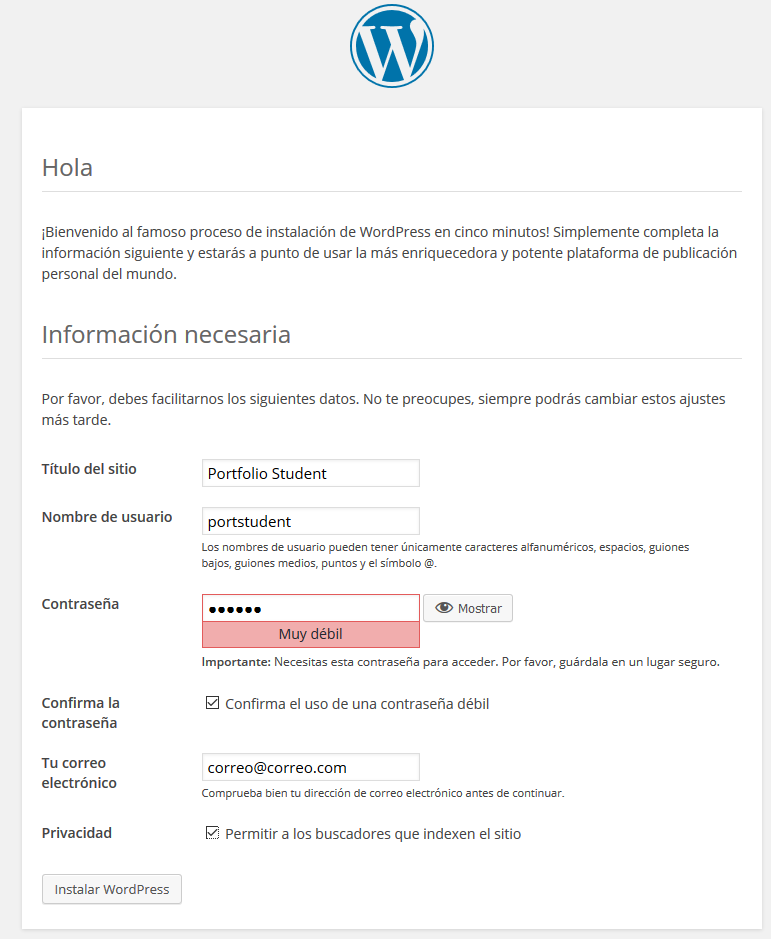 Hola
¡Bienvenido al famoso proceso de instalación de WordPress en cinco minutos! Simplemente completa la
información siguiente y estarás a punto de usar la más enriquecedora y potente plataforma de publicación
personal del mundo.
Información necesaria
Por favor, debes facilitarnos los siguientes datos. No te preocupes, siempre podrás cambiar estos ajustes
más tarde.
Título del sitio
Portfolio Student
Nombre de usuario
portstudent
Los nombres de usuario pueden tener únicamente caracteres alfanuméricos, espacios, guiones
bajos, guiones medios, puntos y el símbolo @.
Contraseña
●●●●●●
Mostrar
Muy débil
Importante: Necesitas esta contraseña para acceder. Por favor, guárdala en un lugar seguro.
Confirma la
contraseña
Confirma el uso de una contraseña débil
Tu correo
electrónico
correo@correo.com
Comprueba bien tu dirección de correo electrónico antes de continuar.
Privacidad
Permitir a los buscadores que indexen el sitio
Instalar WordPress